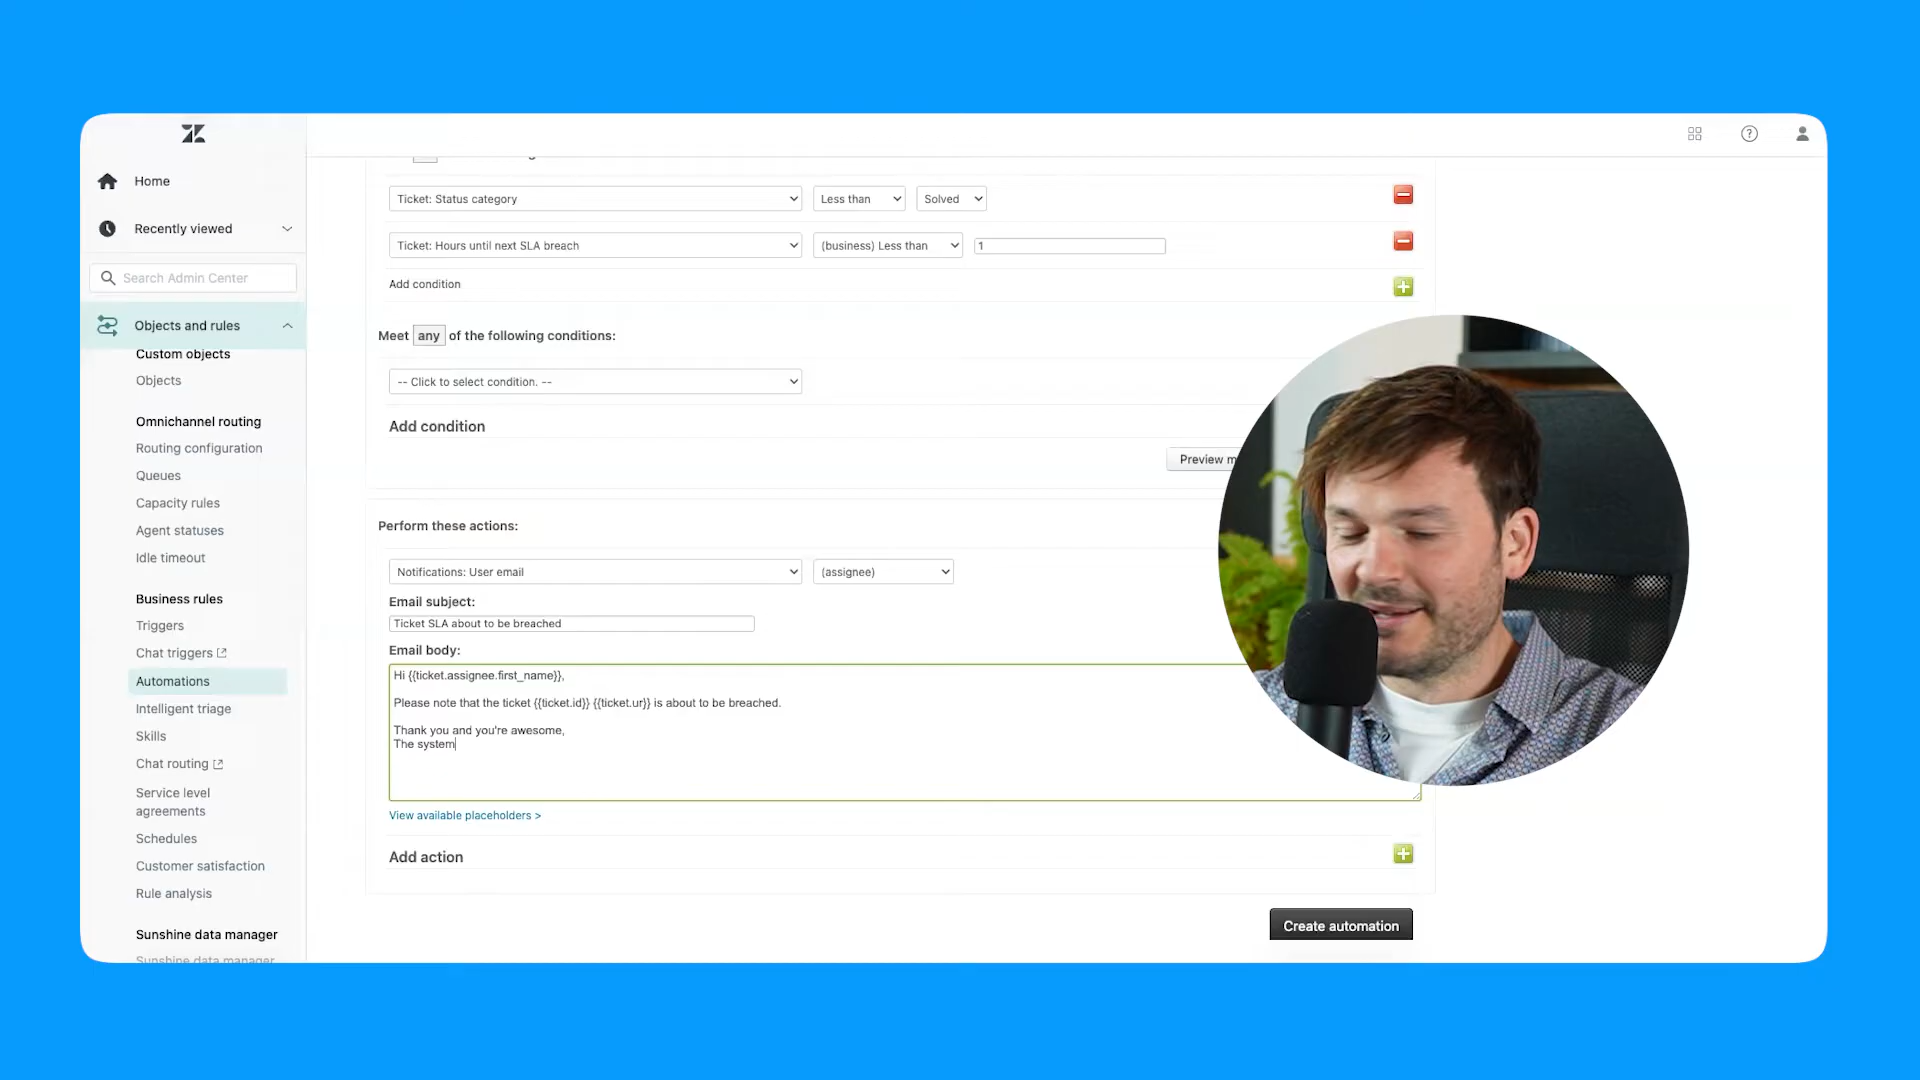 Home
Recently viewed
Search Admin Center
Objects and rules
Custom objects
Objects
Omnichannel routing
Routing configuration
Queues
Capacity rules
Agent statuses
Idle timeout
Business rules
Triggers
Chat triggers
Automations
Intelligent triage
Skills
Chat routing
Service level
agreements
Schedules
Customer satisfaction
Rule analysis
Sunshine data manager
Sunshine data manager
Ticket: Status category Less than Solved
Ticket: Hours until next SLA breach (business) Less than 1
Add condition
Meet any of the following conditions:
-- Click to select condition. --
Add condition
Preview
Perform these actions:
Notifications: User email (assignee)
Email subject:
Ticket SLA about to be breached
Email body:
Hi {{ticket.assignee.first_name}},
Please note that the ticket {{ticket.id}} {{ticket.ur}} is about to be breached.
Thank you and you're awesome,
The system
View available placeholders >
Add action
Create automation